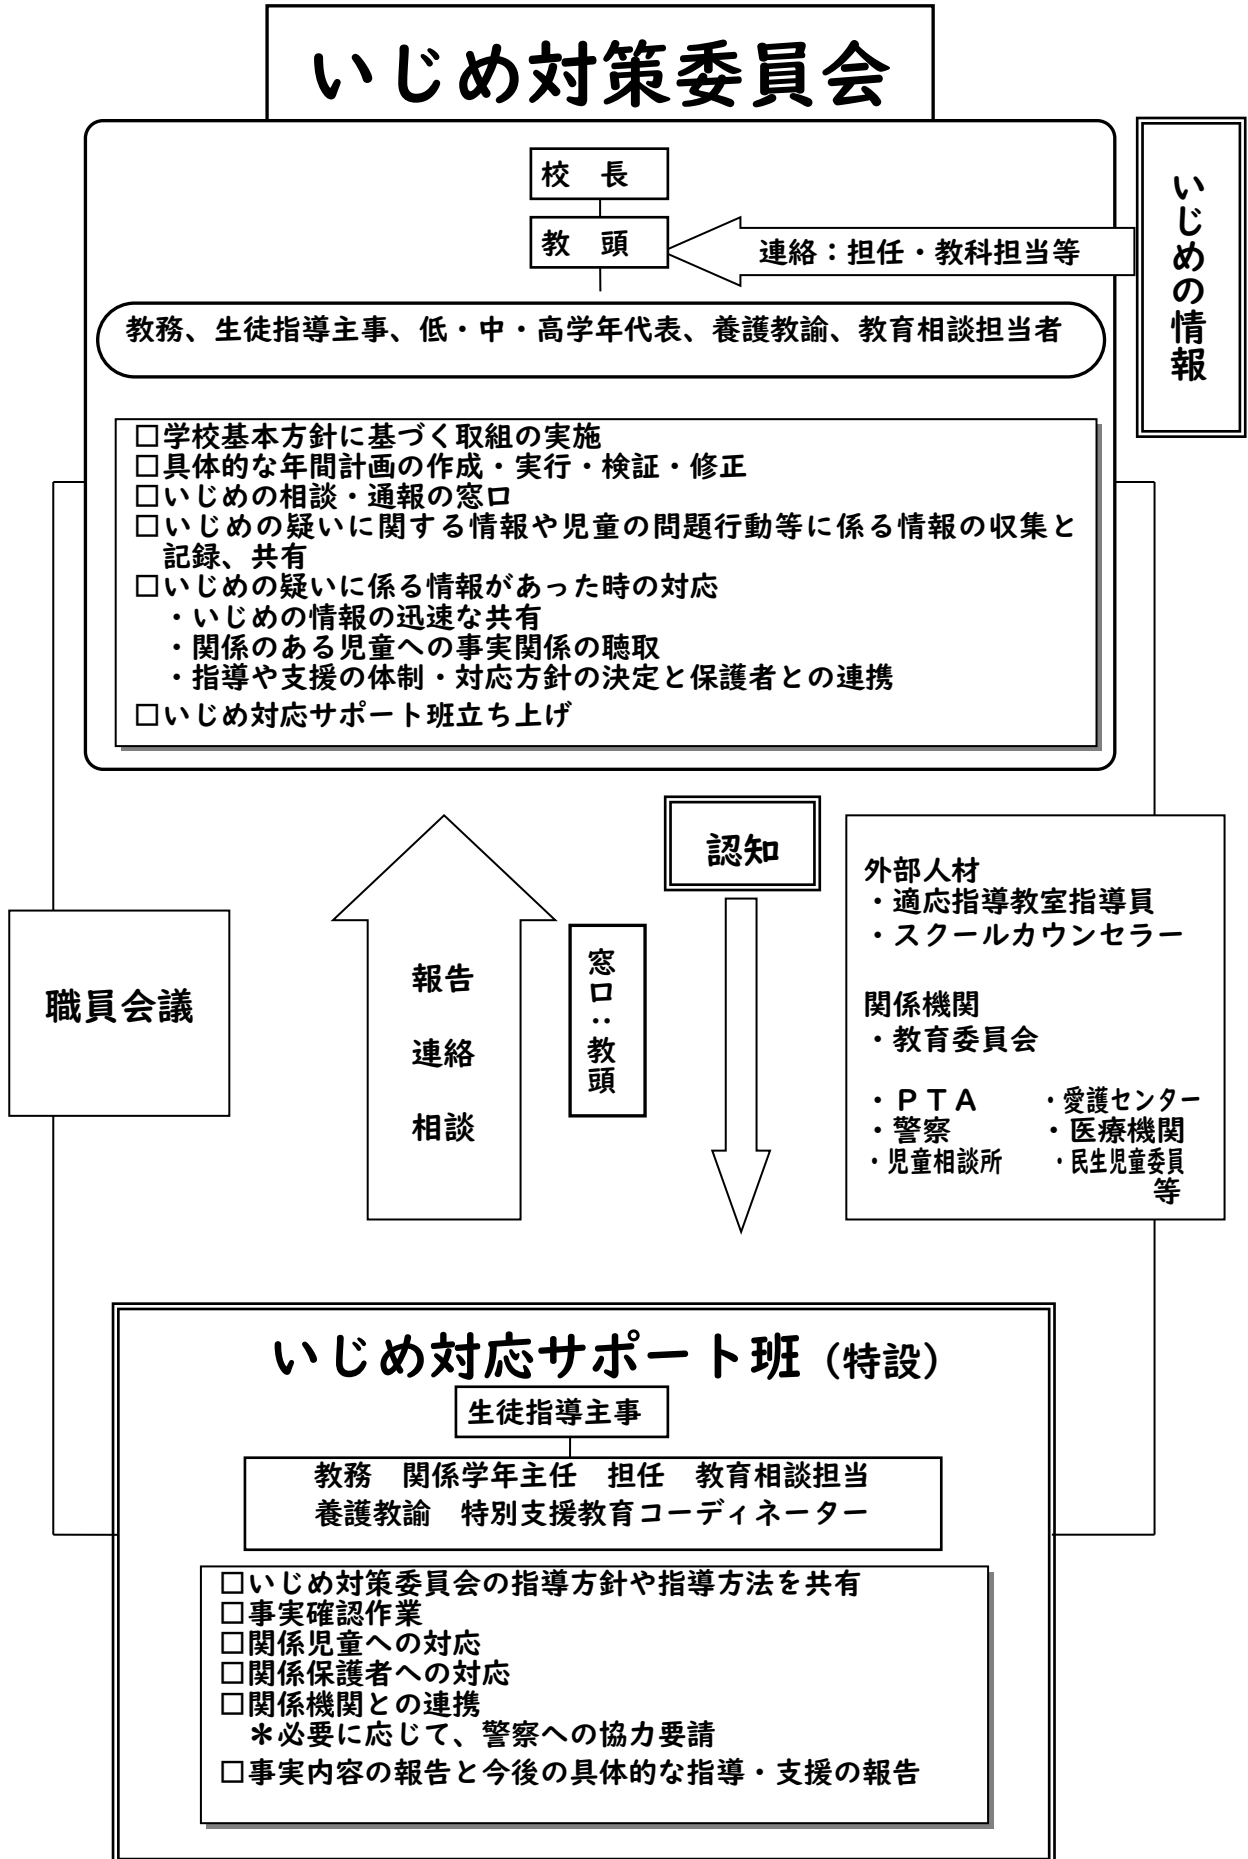 いじめ対策委員会
校　長
教　頭
連絡：担任・教科担当等
いじめの情報
教務、生徒指導主事、低・中・高学年代表、養護教諭、教育相談担当者
□学校基本方針に基づく取組の実施
□具体的な年間計画の作成・実行・検証・修正
□いじめの相談・通報の窓口
□いじめの疑いに関する情報や児童の問題行動等に係る情報の収集と
記録、共有
□いじめの疑いに係る情報があった時の対応
・いじめの情報の迅速な共有
・関係のある児童への事実関係の聴取
・指導や支援の体制・対応方針の決定と保護者との連携
□いじめ対応サポート班立ち上げ
職員会議
報告
連絡
相談
窓口：教頭
認知
外部人材
・適応指導教室指導員
・スクールカウンセラー
関係機関
・教育委員会
・ＰＴＡ　　・愛護センター
・警察　　　・医療機関
・児童相談所　　・民生児童委員
等
いじめ対応サポート班（特設）
生徒指導主事
教務　関係学年主任　担任　教育相談担当
養護教諭　特別支援教育コーディネーター
□いじめ対策委員会の指導方針や指導方法を共有
□事実確認作業
□関係児童への対応
□関係保護者への対応
□関係機関との連携
＊必要に応じて、警察への協力要請
□事実内容の報告と今後の具体的な指導・支援の報告